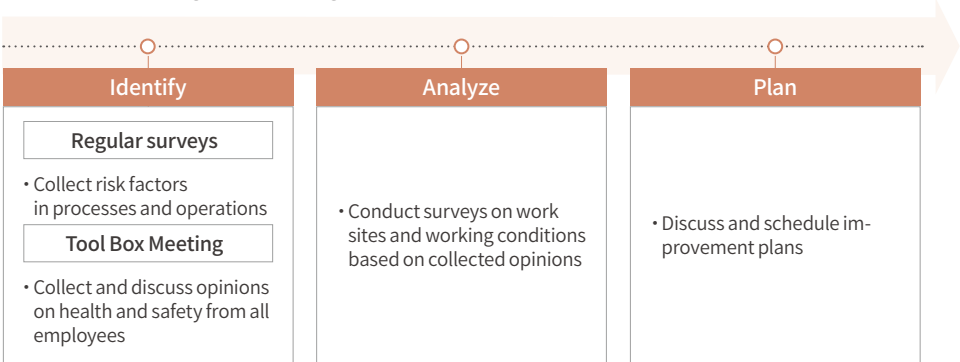 Identify
Regular surveys
• Collect risk factors
in processes and operations
Tool Box Meeting
• Collect and discuss opinions
on health and safety from all
employees
Analyze
• Conduct surveys on work
sites and working conditions
based on collected opinions
Plan
• Discuss and schedule im-
provement plans